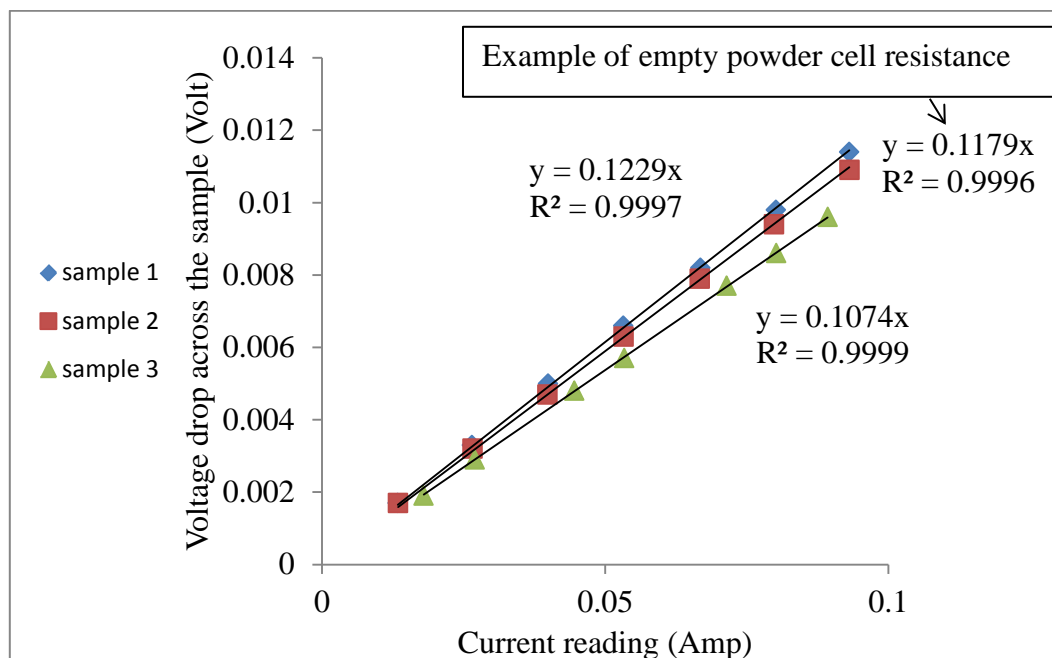 Example of empty powder cell resistance
0.014
0.012
0.01
0.008
0.006
0.004
0.002
0
Voltage drop across the sample (Volt)
y = 0.1229x
R² = 0.9997
y = 0.1179x
R² = 0.9996
y = 0.1074x
R² = 0.9999
sample 1
sample 2
sample 3
0
0.05
0.1
Current reading (Amp)